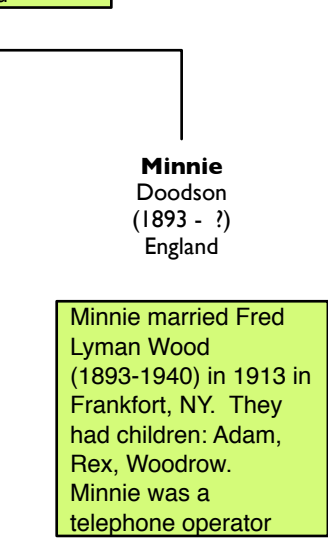 Minnie
Doodson
(1893 - ?)
England
Minnie married Fred
Lyman Wood
(1893-1940) in 1913 in
Frankfort, NY. They
had children: Adam,
Rex, Woodrow.
Minnie was a
telephone operator